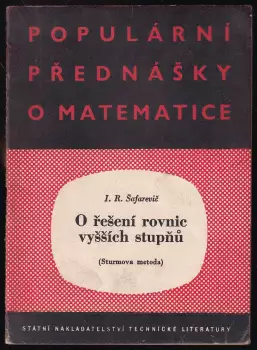 POPULÁRNÍ
PŘEDNÁŠKY
O MATEMATICE
I. R. Šafarevič
O řešení rovnic
vyšších stupňů
(Sturmova metoda)
STÁTNÍ NAKLADATELSTVÍ TECHNICKÉ LITERATURY